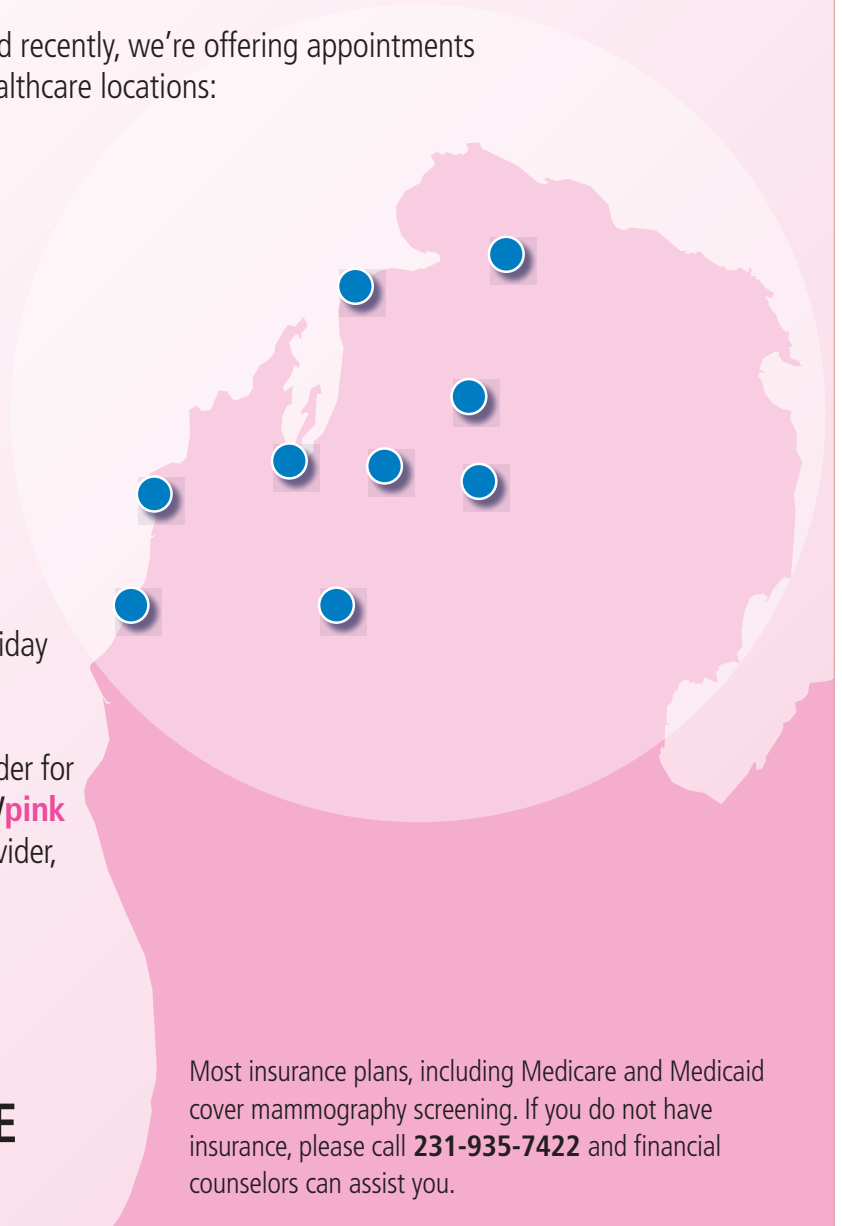 d recently, we’re offering appointments
althcare locations:
iday
der for
/pink
vider,
E
Most insurance plans, including Medicare and Medicaid
cover mammography screening. If you do not have
insurance, please call 231-935-7422 and financial
counselors can assist you.